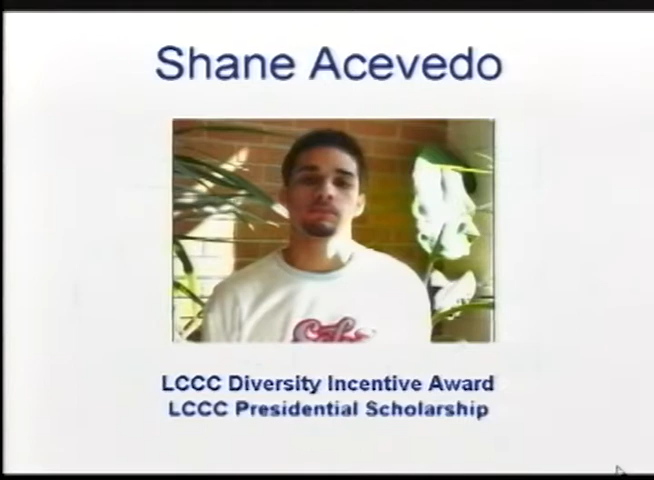 Shane Acevedo
LCCC Diversity Incentive Award
LCCC Presidential Scholarship